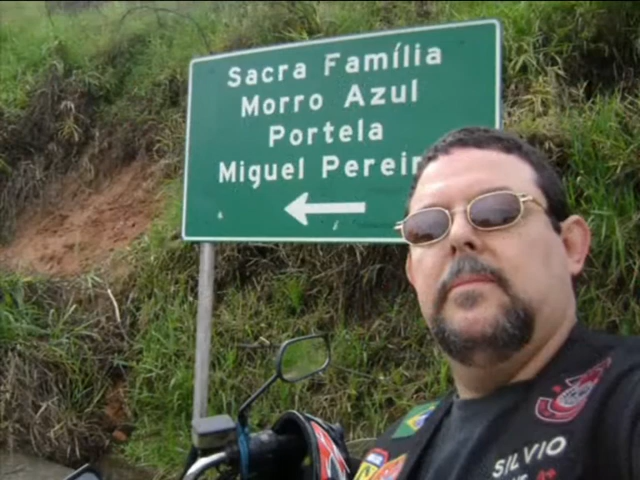 Sacra Família
Morro Azul
Portela
Miguel Pereir
SILVIO
A+